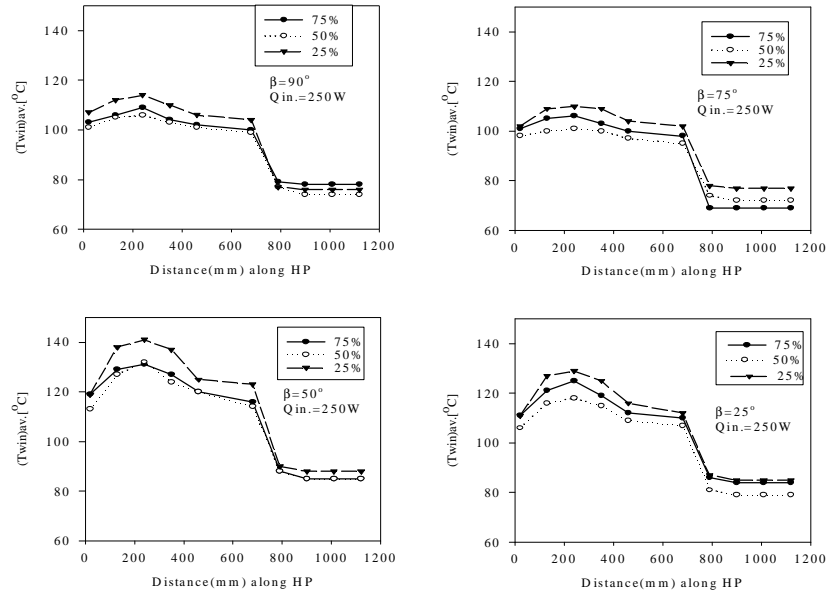 75%
50%
25%
β=90°
Qin.=250W
(Twin)av.[°C]
140
120
100
80
60
0 200 400 600 800 1000 1200
Distance(mm) along HP
75%
50%
25%
β=75°
Qin.=250W
(Twin)av.[°C]
140
120
100
80
60
0 200 400 600 800 1000 1200
Distance(mm) along HP
75%
50%
25%
β=50°
Qin.=250W
(Twin)av.[°C]
140
120
100
80
60
0 200 400 600 800 1000 1200
Distance(mm) along HP
75%
50%
25%
β=25°
Qin.=250W
(Twin)av.[°C]
140
120
100
80
60
0 200 400 600 800 1000 1200
Distance(mm) along HP